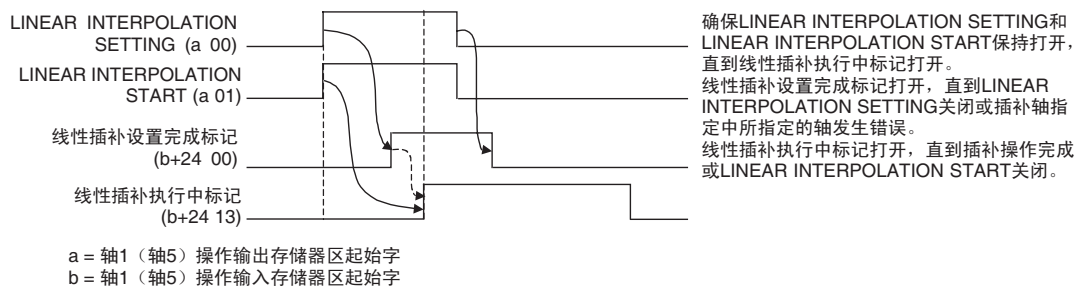 LINEAR INTERPOLATION
SETTING (a 00)
LINEAR INTERPOLATION
START (a 01)
线性插补设置完成标记
(b+24 00)
线性插补执行中标记
(b+24 13)
a = 轴1（轴5）操作输出存储器区起始字
b = 轴1（轴5）操作输入存储器区起始字
确保LINEAR INTERPOLATION SETTING和
LINEAR INTERPOLATION START保持打开，
直到线性插补执行中标记打开。
线性插补设置完成标记打开，直到LINEAR
INTERPOLATION SETTING关闭或插补轴指
定中所指定的轴发生错误。
线性插补执行中标记打开，直到插补操作完成
或LINEAR INTERPOLATION START关闭。